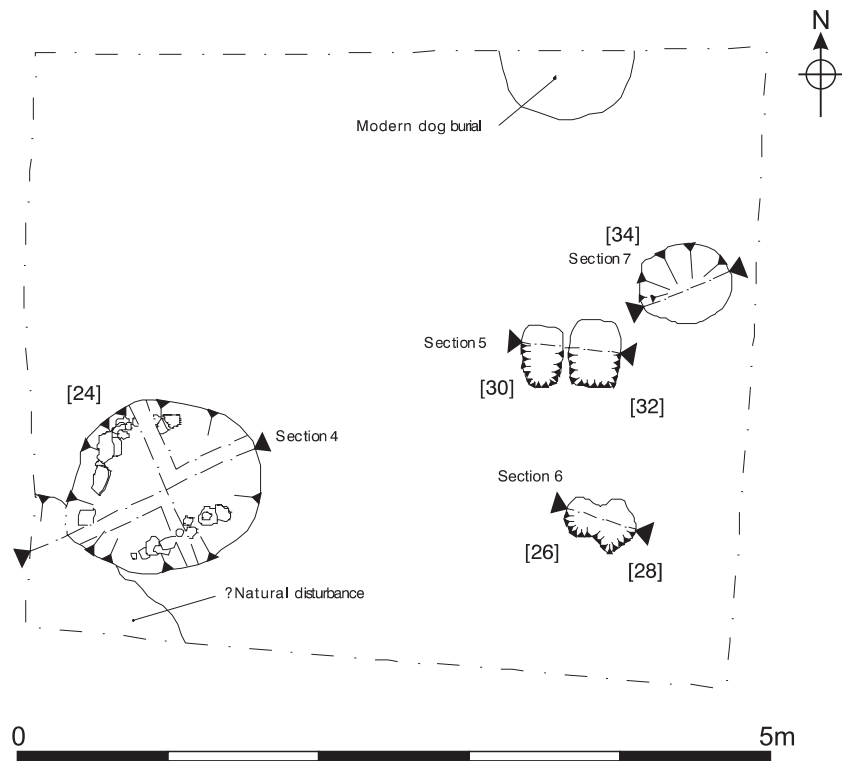 N
Modern dog burial
[34]
Section 7
Section 5
[30]
[32]
[24]
Section 4
Section 6
[26]
[28]
?Natural disturbance
0
5m